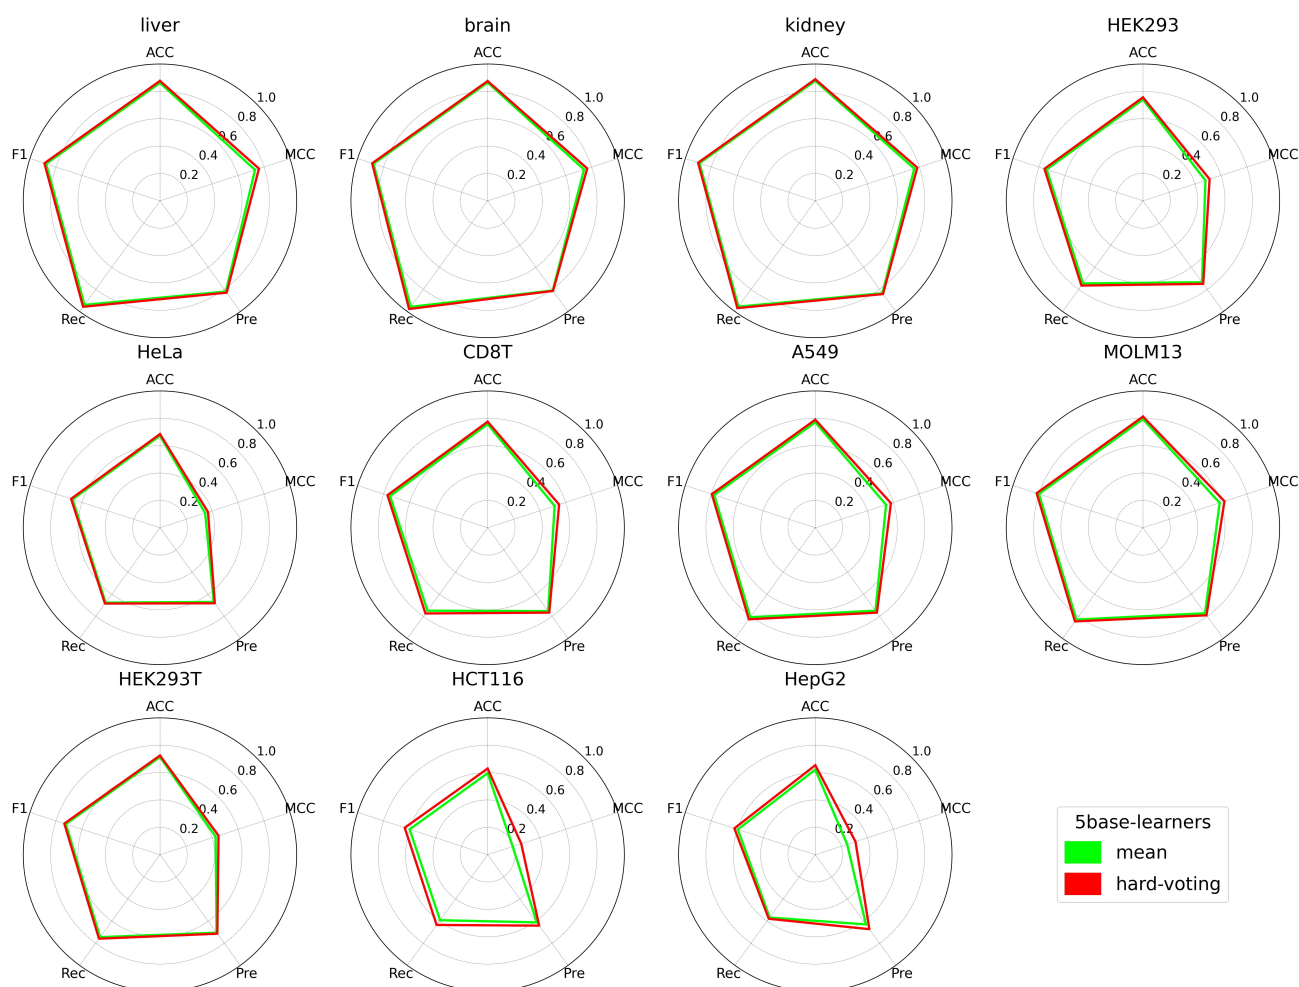 liver
brain
kidney
HEK293
ACC
ACC
ACC
ACC
1.0
1.0
1.0
1.0
0.8
0.8
0.8
0.8
0.6
0.6
0.6
0.6
F1
0.4
MCC
F1
0.4
MCC
F1
0.4
MCC
F1
0.4
MCC
0.2
0.2
0.2
0.2
Rec
Pre
Rec
Pre
Rec
Pre
Rec
Pre
HeLa
CD8T
A549
MOLM13
ACC
ACC
ACC
ACC
1.0
1.0
1.0
1.0
0.8
0.8
0.8
0.8
0.6
0.6
0.6
0.6
F1
0.4
MCC
F1
0.4
MCC
F1
0.4
MCC
F1
0.4
MCC
0.2
0.2
0.2
0.2
Rec
Pre
Rec
Pre
Rec
Pre
Rec
Pre
HEK293T
HCT116
HepG2
ACC
ACC
ACC
1.0
1.0
1.0
0.8
0.8
0.8
0.6
0.6
0.6
F1
0.4
MCC
F1
0.4
MCC
F1
0.4
MCC
0.2
0.2
0.2
Rec
Pre
Rec
Pre
Rec
Pre
5base-learners
mean
hard-voting